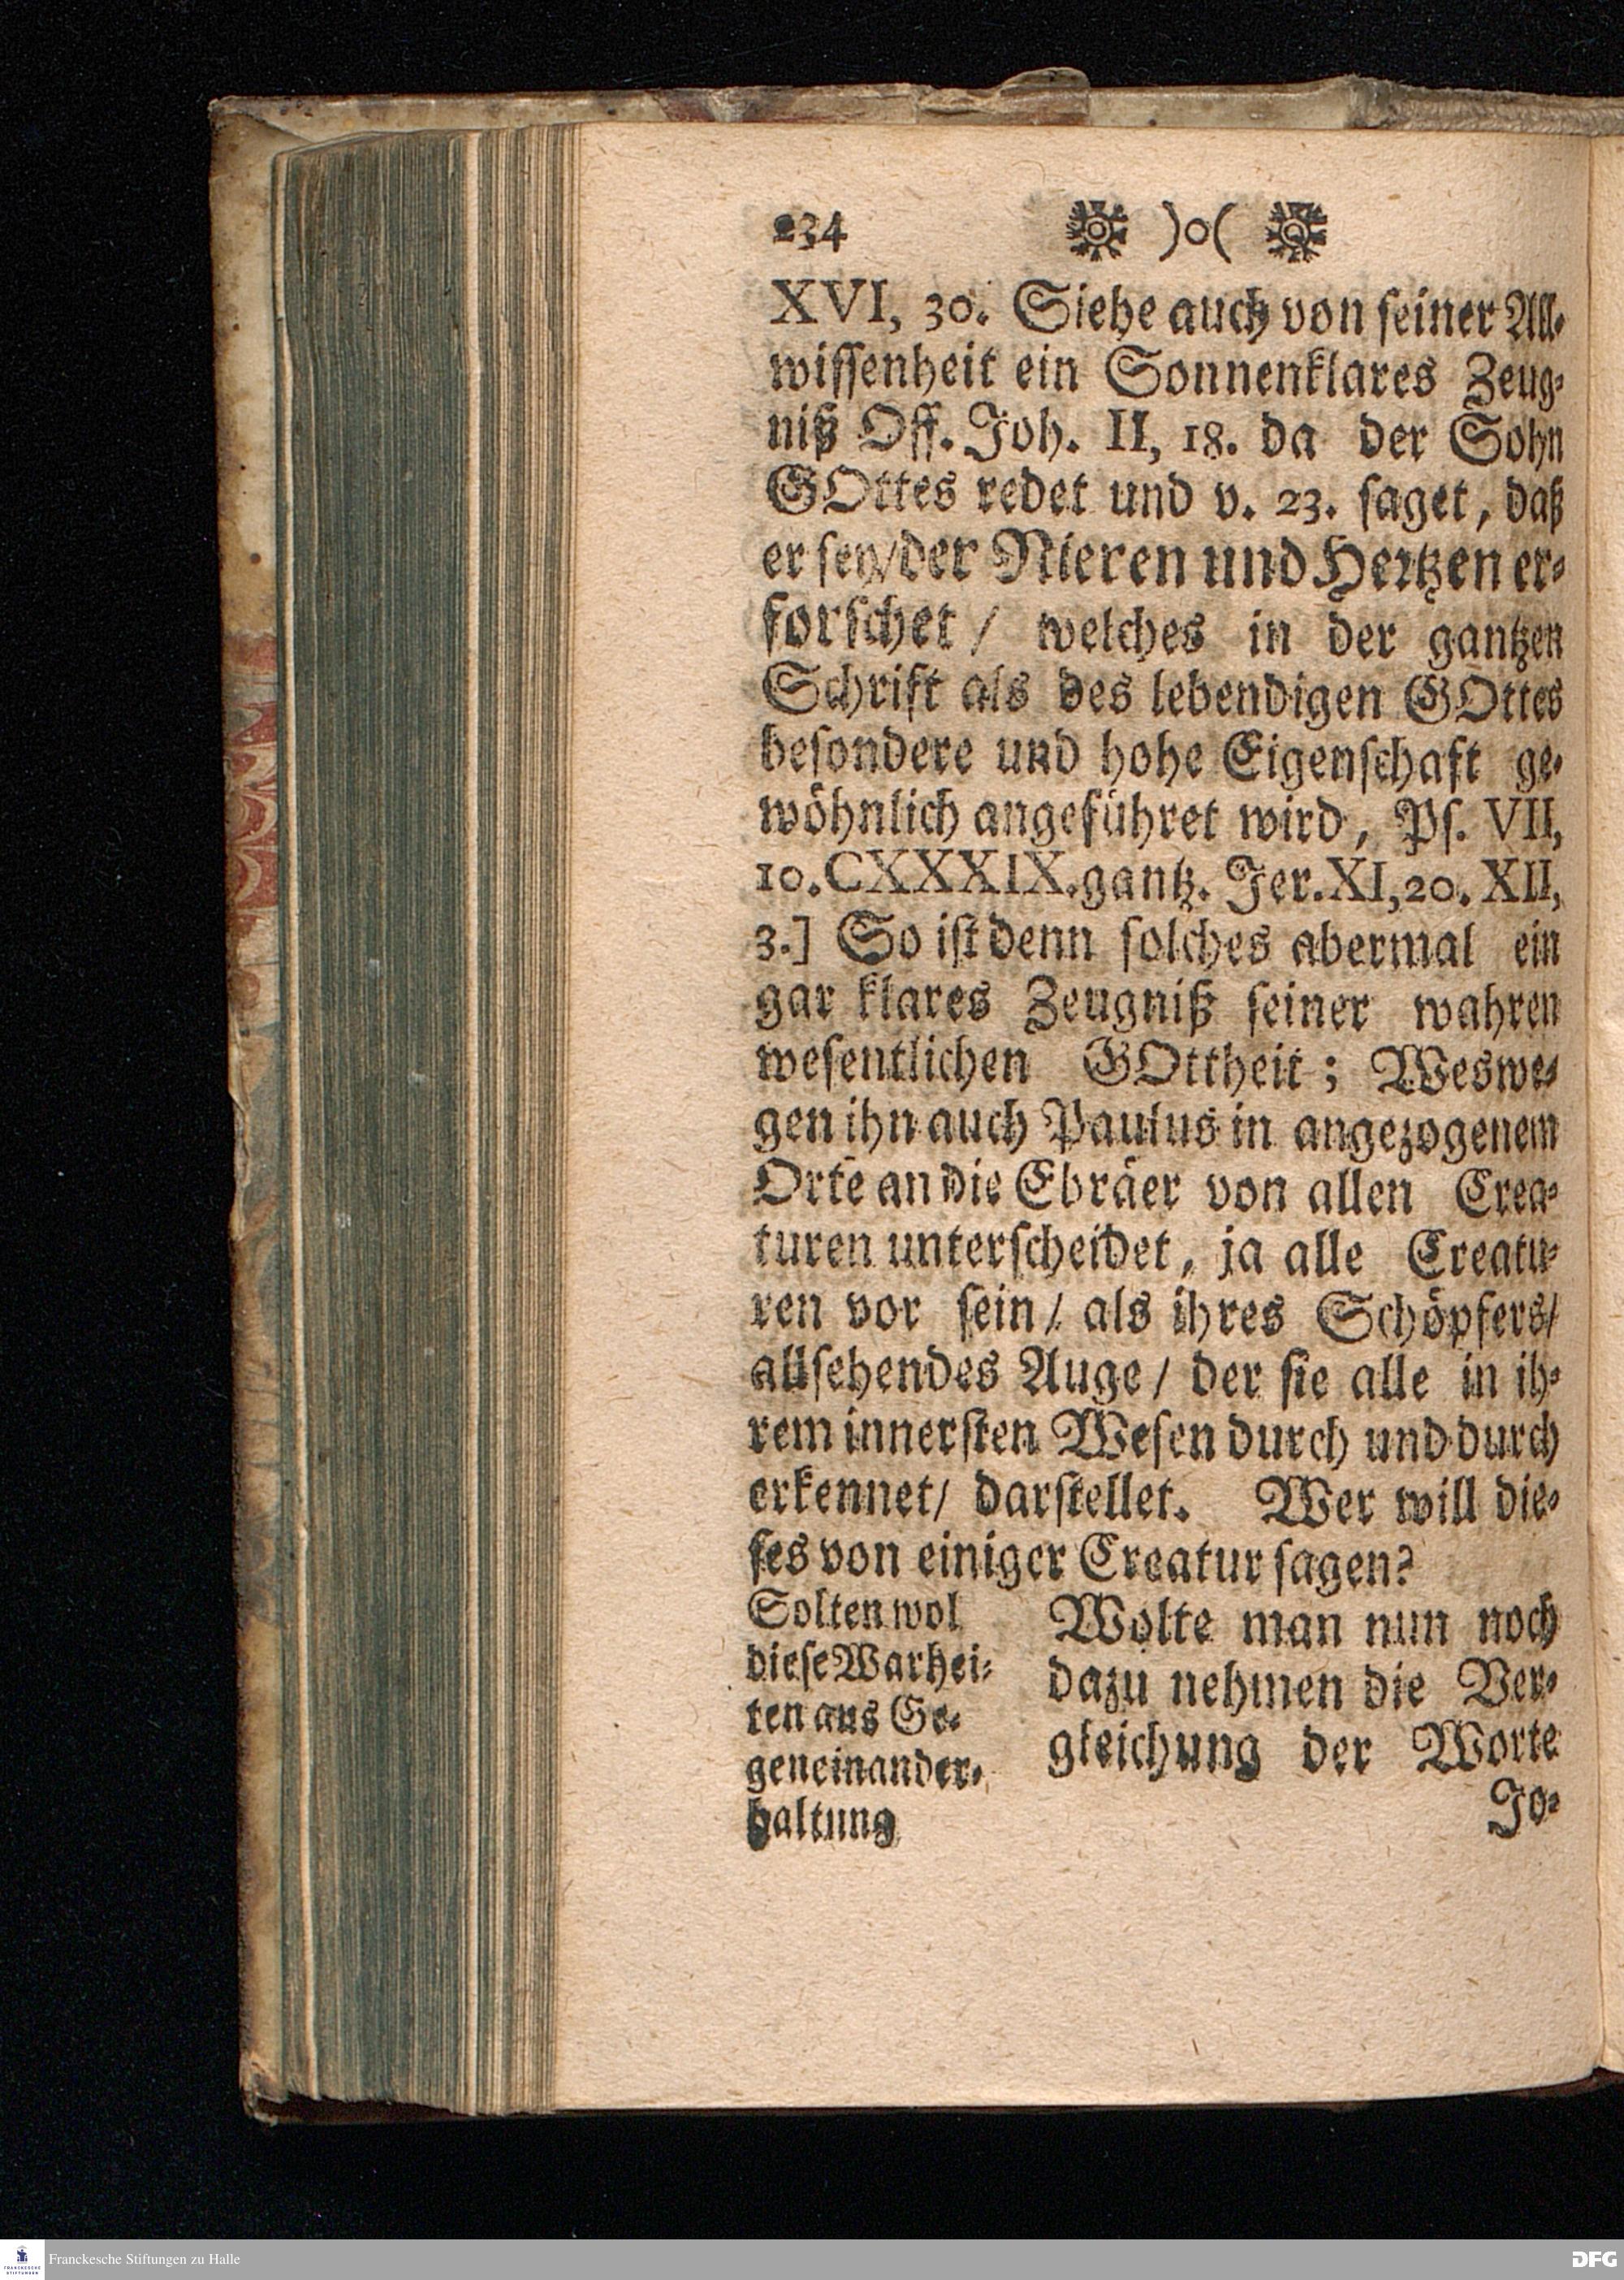 234 )o(
XVI, 30. Siehe auch von seiner All-
wissenheit ein Sonnenklares Zeug-
niß Off. Joh. II, 18. da der Sohn
GOttes redet und v. 23. saget, daß
er sey/der Nieren und Hertzen er-
forschet / welches in der gantzen
Schrift als des lebendigen GOttes
besondere und hohe Eigenschaft ge-
wöhnlich angeführet wird, Ps. VII,
10. CXXXIX. gantz. Jer. XI, 20. XII,
3.] So ist denn solches abermal ein
gar klares Zeugniß seiner wahren
wesentlichen GOttheit; Weswe-
gen ihn auch Paulus in angezogenem
Orte an die Ebräer von allen Crea-
turen unterscheidet, ja alle Creatu-
ren vor sein / als ihres Schöpfers/
allsehendes Auge / der sie alle in ih-
rem innersten Wesen durch und durch
erkennet/ darstellet. Wer will die-
ses von einiger Creatur sagen?
Solten wol
diese Warhei-
ten aus Ge-
geneinander-
haltung
Wolte man nun noch
dazu nehmen die Ver-
gleichung der Worte
Jo-
FRANCKESCHE
STIFTUNGEN
Franckesche Stiftungen zu Halle
DFG